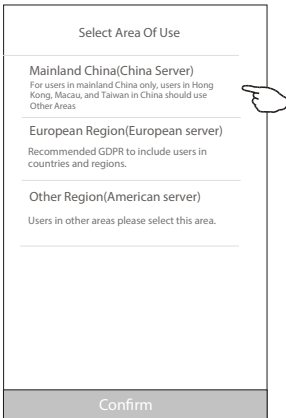 Select Area Of Use
Mainland China(China Server)
For users in mainland China only, users in Hong
Kong, Macau, and Taiwan in China should use
Other Areas
European Region(European server)
Recommended GDPR to include users in
countries and regions.
Other Region(American server)
Users in other areas please select this area.
Confirm